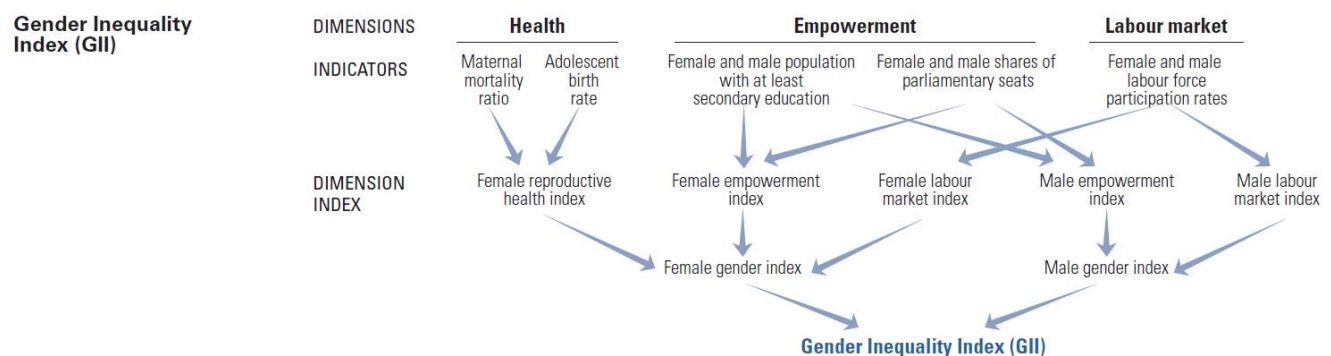 Gender Inequality
Index (GII)
DIMENSIONS
Health
Empowerment
Labour market
INDICATORS
Maternal
mortality
ratio
Adolescent
birth
rate
Female and male population
with at least
secondary education
Female and male shares of
parliamentary seats
Female and male
labour force
participation rates
DIMENSION
INDEX
Female reproductive
health index
Female empowerment
index
Female labour
market index
Male empowerment
index
Male labour
market index
Female gender index
Male gender index
Gender Inequality Index (GII)